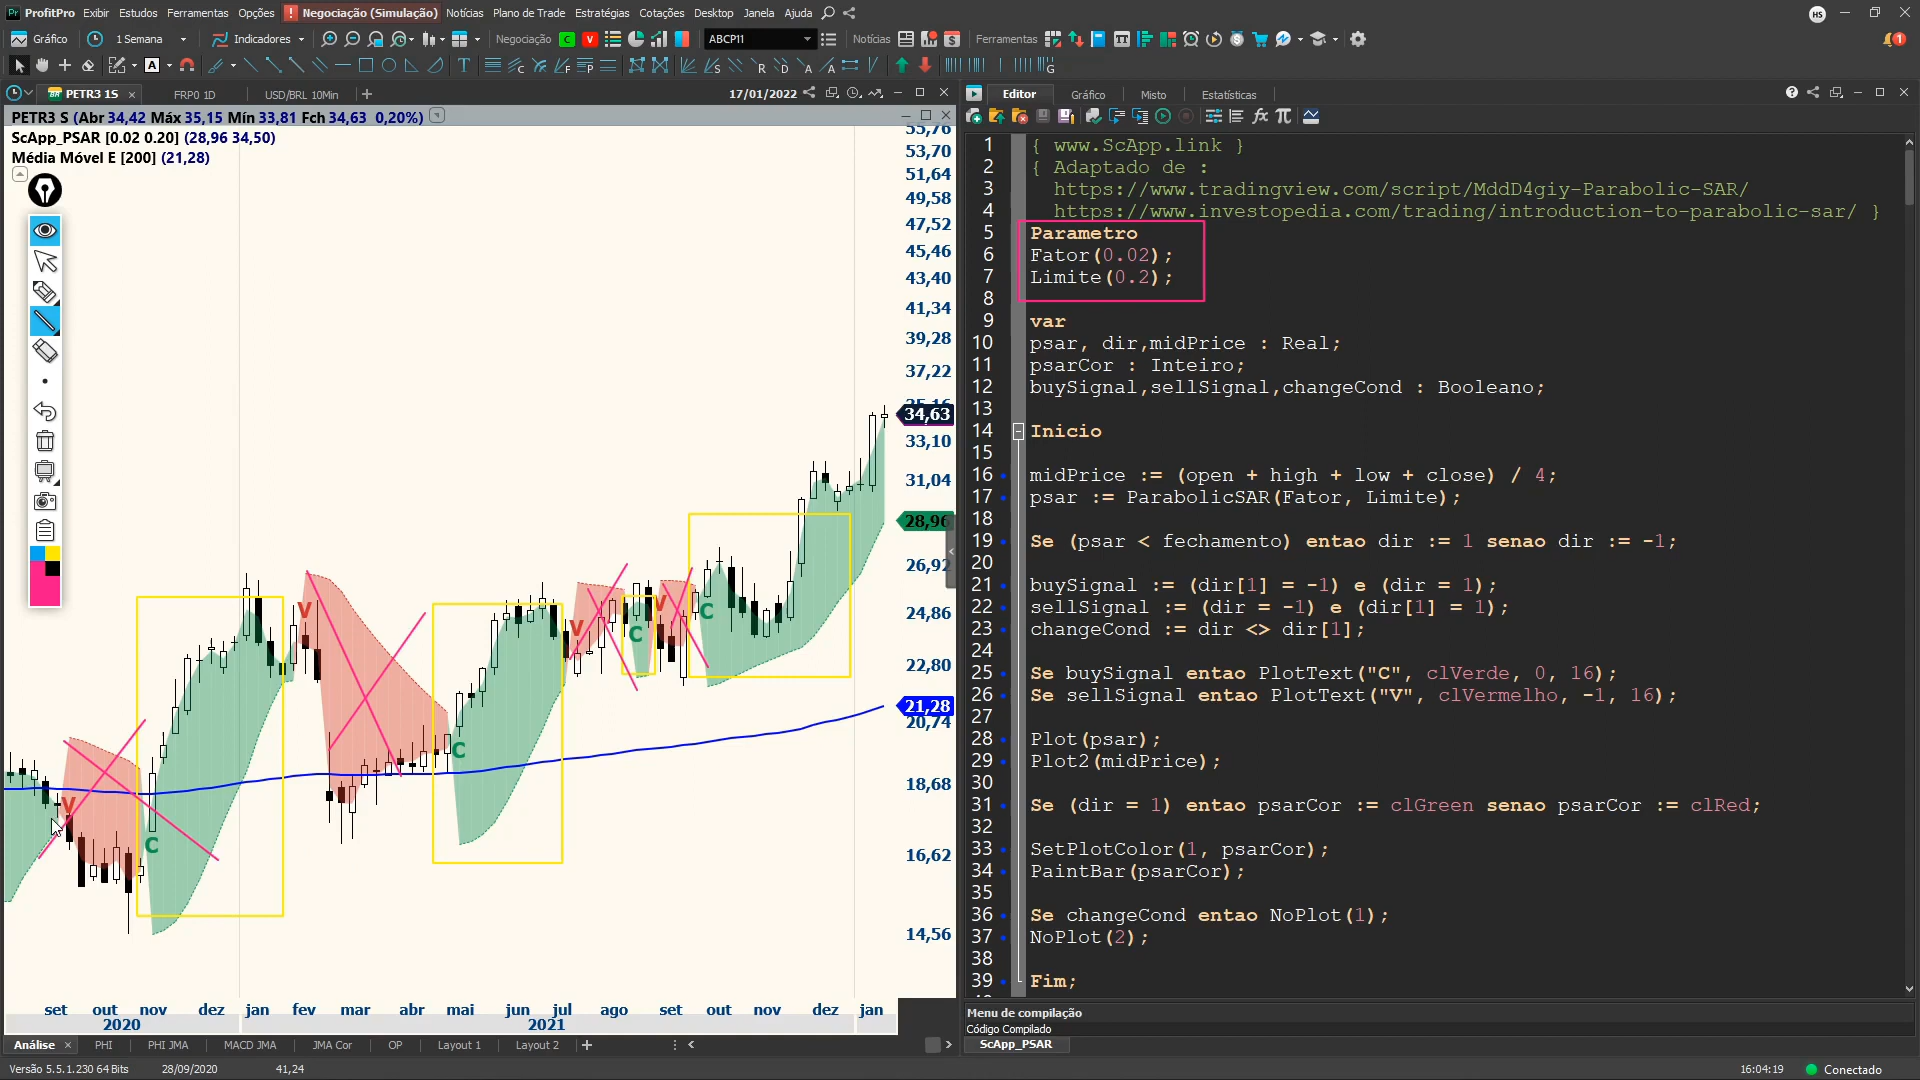 ProfitPro Exibir Estudos Ferramentas Opções ! Negociação (Simulação) Notícias Plano de Trade Estratégias Cotações Desktop Janela Ajuda HS
Gráfico 1 Semana Indicadores Negociação C V ABCP11 Notícias Ferramentas 1
PETR3 1S FRP0 1D USD/BRL 10Min 17/01/2022
PETR3 S (Abr 34,42 Máx 35,15 Mín 33,81 Fch 34,63 0,20%)
ScApp_PSAR [0.02 0.20] (28,96 34,50)
Média Móvel E [200] (21,28)
55,76
53,70
51,64
49,58
47,52
45,46
43,40
41,34
39,28
37,22
34,63
33,10
31,04
28,96
26,92
24,86
22,80
21,28
20,74
18,68
16,62
14,56
V
C
V
C
V
C
V
C
set out nov dez jan fev mar abr mai jun jul ago set out nov dez jan
2020 2021
Análise PHI PHI JMA MACD JMA JMA Cor OP Layout 1 Layout 2
Editor Gráfico Misto Estatísticas
1 { www.ScApp.link }
2 { Adaptado de :
3 https://www.tradingview.com/script/MddD4giy-Parabolic-SAR/
4 https://www.investopedia.com/trading/introduction-to-parabolic-sar/ }
5 Parametro
6 Fator(0.02);
7 Limite(0.2);
8
9 var
10 psar, dir,midPrice : Real;
11 psarCor : Inteiro;
12 buySignal,sellSignal,changeCond : Booleano;
13
14 Inicio
15
16 midPrice := (open + high + low + close) / 4;
17 psar := ParabolicSAR(Fator, Limite);
18
19 Se (psar < fechamento) entao dir := 1 senao dir := -1;
20
21 buySignal := (dir[1] = -1) e (dir = 1);
22 sellSignal := (dir = -1) e (dir[1] = 1);
23 changeCond := dir <> dir[1];
24
25 Se buySignal entao PlotText("C", clVerde, 0, 16);
26 Se sellSignal entao PlotText("V", clVermelho, -1, 16);
27
28 Plot(psar);
29 Plot2(midPrice);
30
31 Se (dir = 1) entao psarCor := clGreen senao psarCor := clRed;
32
33 SetPlotColor(1, psarCor);
34 PaintBar(psarCor);
35
36 Se changeCond entao NoPlot(1);
37 NoPlot(2);
38
39 Fim;
Menu de compilação
Código Compilado
ScApp_PSAR
Versão 5.5.1.230 64 Bits 28/09/2020 41,24 16:04:19 Conectado